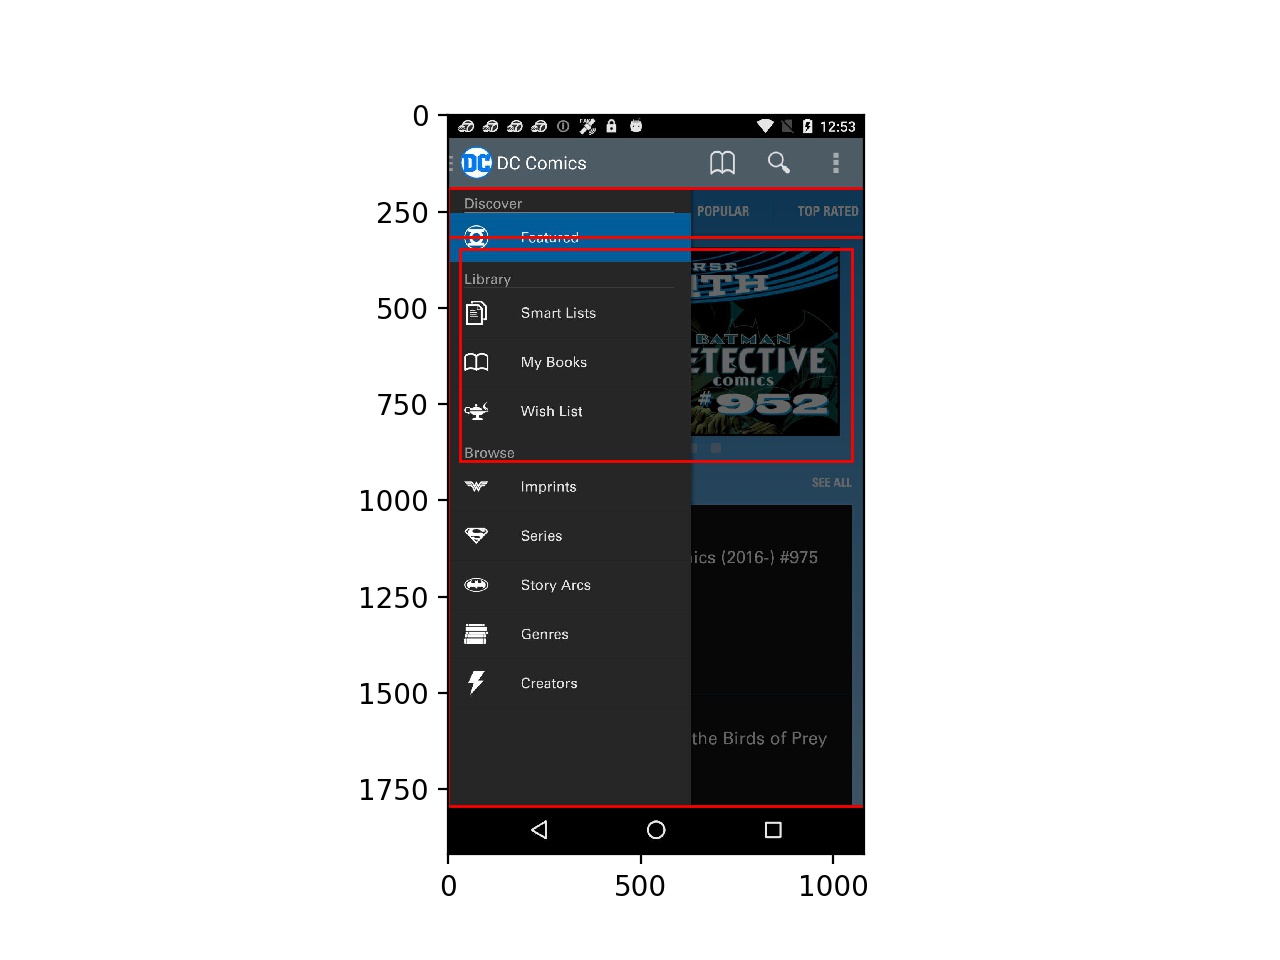 0
12:53
DC DC Comics
Discover
250
POPULAR TOP RATED
Featured
RSE
Library
TH
500
Smart Lists
BATMAN
My Books
ETECTIVE
COMICS
750
Wish List
#952
Browse
SEE ALL
1000
Imprints
Series
ics (2016-) #975
1250
Story Arcs
Genres
1500
Creators
the Birds of Prey
1750
0 500 1000